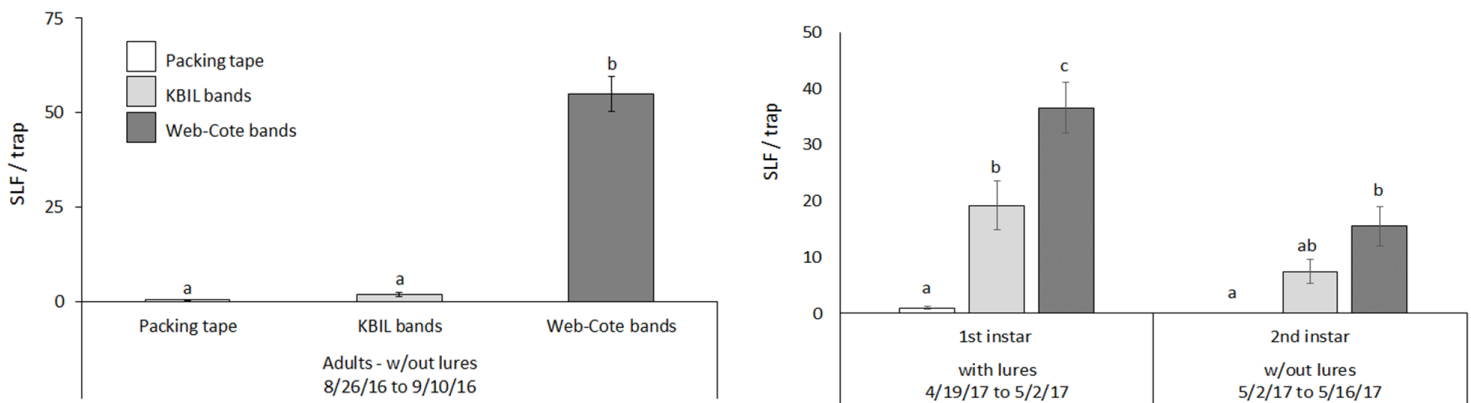 75
50
25
0
SLF / trap
Packing tape
KBIL bands
Web-Cote bands
a
a
b
Packing tape
KBIL bands
Web-Cote bands
Adults - w/out lures
8/26/16 to 9/10/16
50
40
30
20
10
0
SLF / trap
a
b
c
a
ab
b
1st instar
2nd instar
with lures
w/out lures
4/19/17 to 5/2/17
5/2/17 to 5/16/17